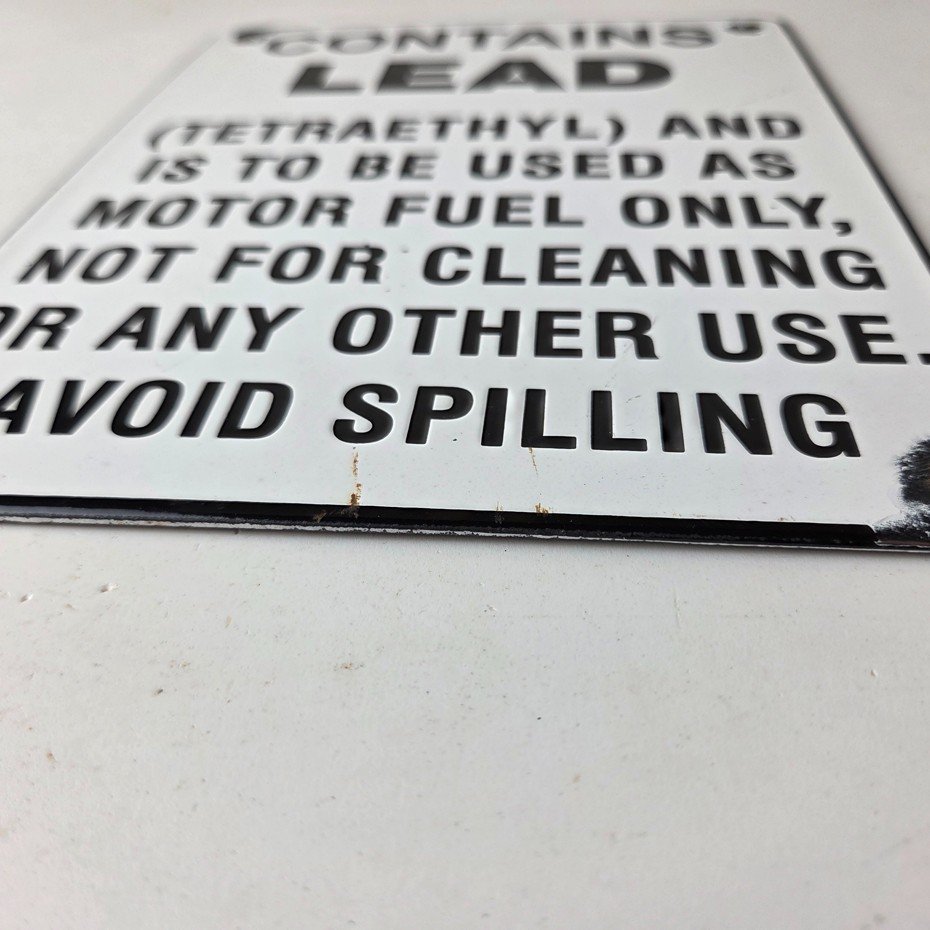 CONTAINS
LEAD
(TETRAETHYL) AND
IS TO BE USED AS
MOTOR FUEL ONLY,
NOT FOR CLEANING
OR ANY OTHER USE.
AVOID SPILLING